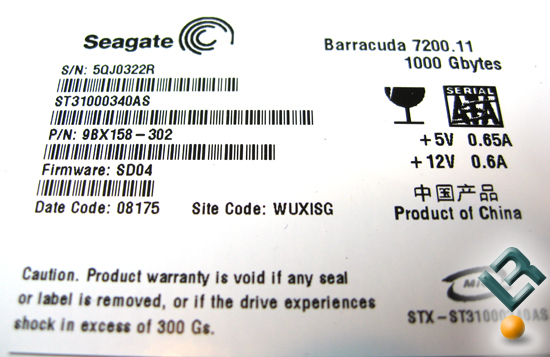 Seagate
Barracuda 7200.11
1000 Gbytes
S/N: 5QJ0322R
ST31000340AS
P/N: 9BX158-302
Firmware: SD04
Date Code: 08175 Site Code: WUXISG
SERIAL
ATA
+5V 0.65A
+12V 0.6A
中国产品
Product of China
Caution. Product warranty is void if any seal
or label is removed, or if the drive experiences
shock in excess of 300 Gs.